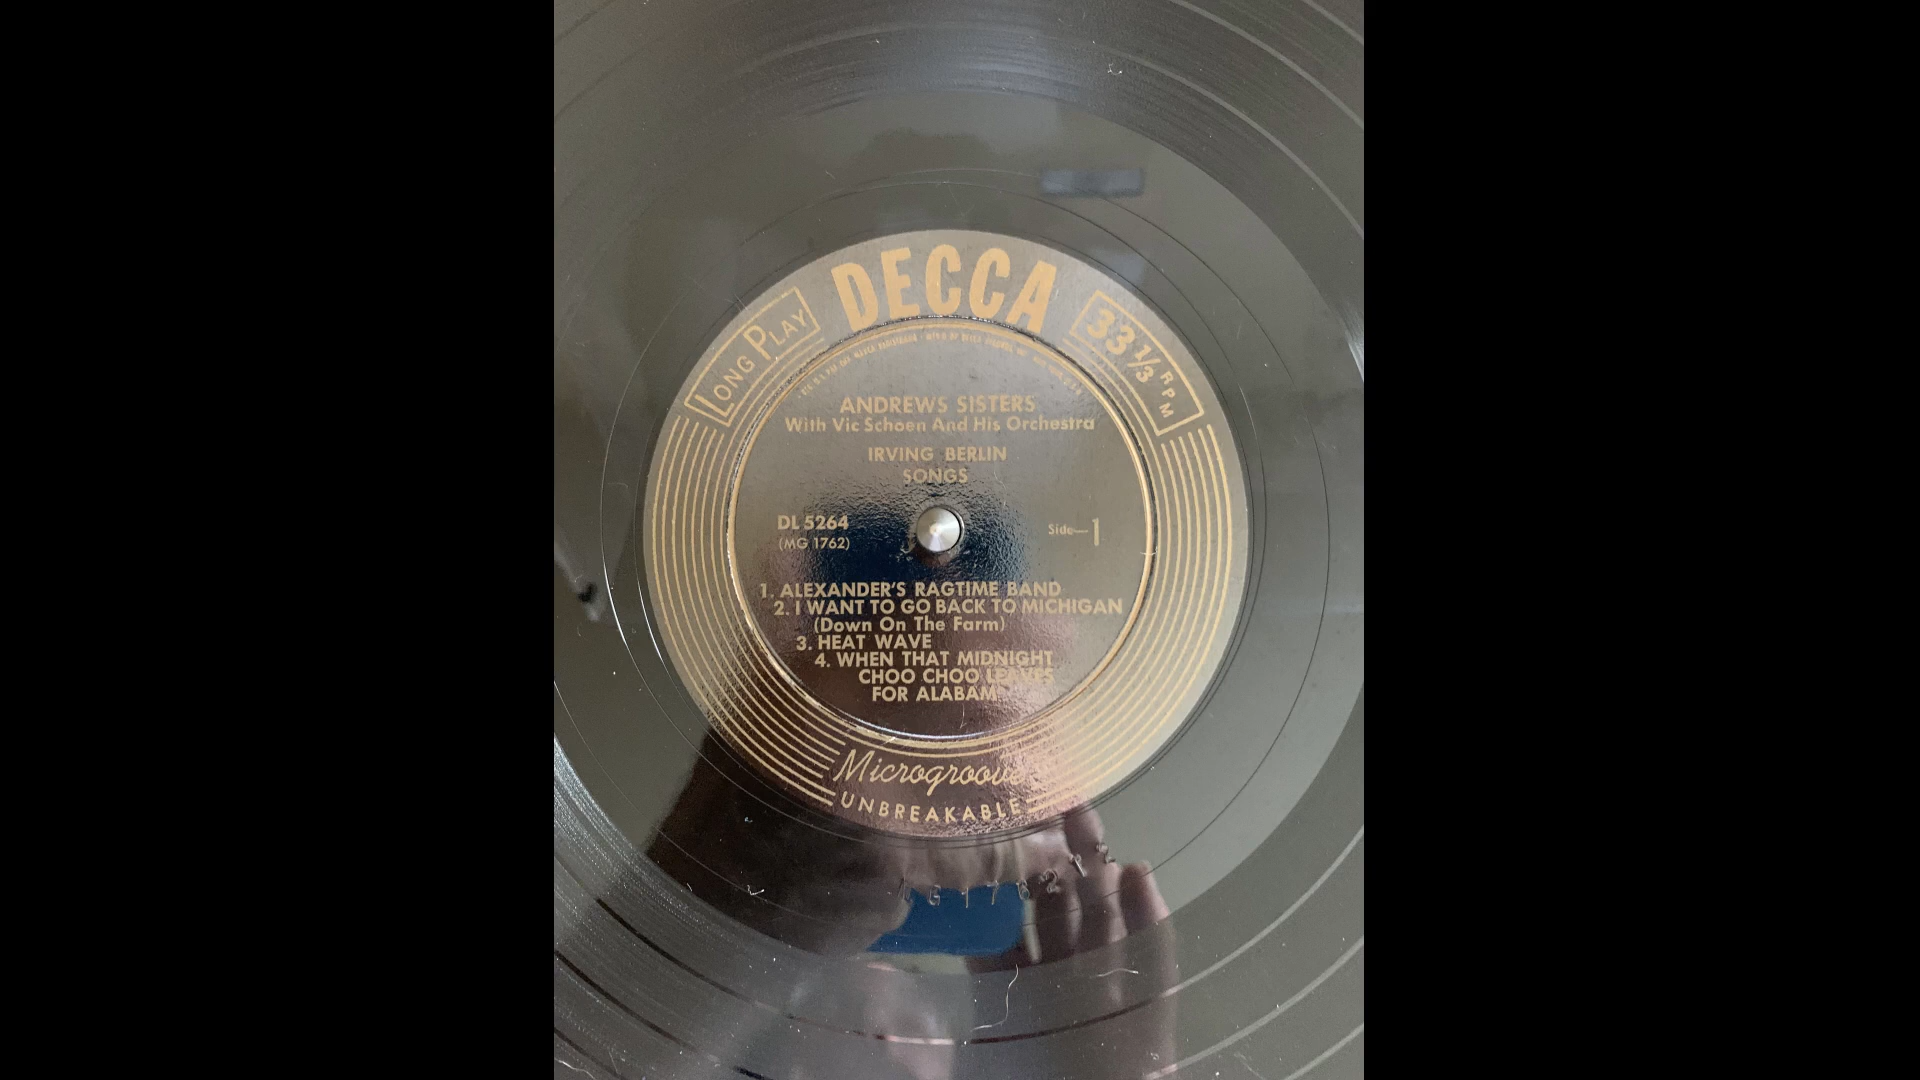 DECCA
LONG PLAY
33 1/3 RPM
ANDREWS SISTERS
With Vic Schoen And His Orchestra
IRVING BERLIN
SONGS
DL 5264
(MG 1762)
Side—1
1. ALEXANDER'S RAGTIME BAND
2. I WANT TO GO BACK TO MICHIGAN
(Down On The Farm)
3. HEAT WAVE
4. WHEN THAT MIDNIGHT
CHOO CHOO LEAVES
FOR ALABAM
Microgroove
UNBREAKABLE